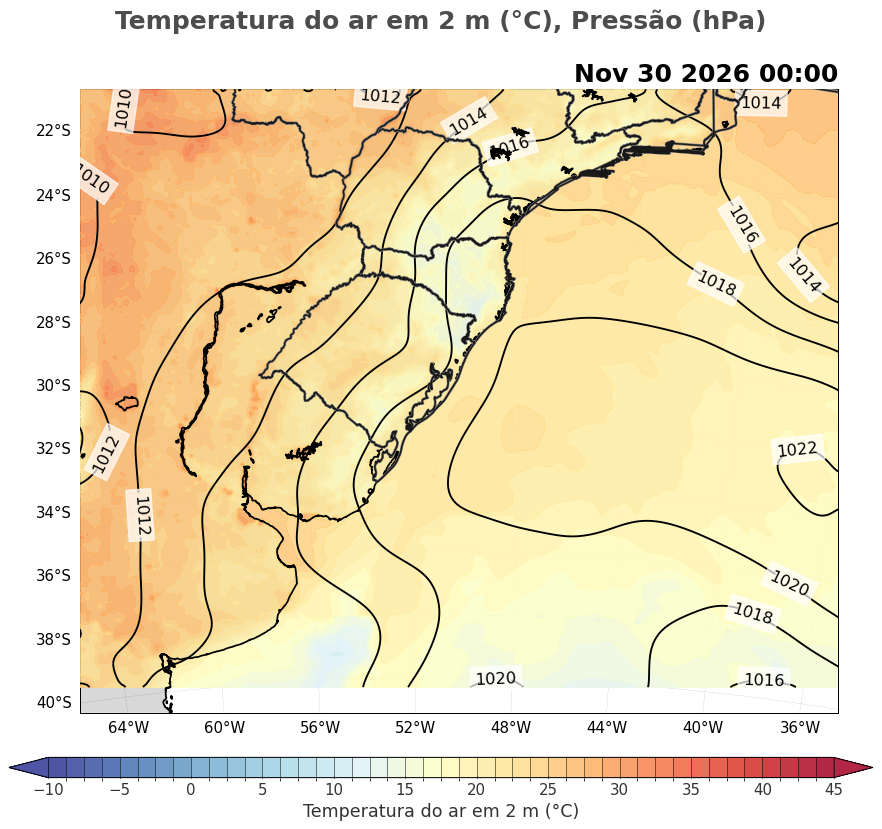 Temperatura do ar em 2 m (°C), Pressão (hPa)
Nov 30 2026 00:00
1010
1012
1014
1014
1016
1010
1016
1014
1018
1012
1022
1012
1020
1018
1020
1016
22°S
24°S
26°S
28°S
30°S
32°S
34°S
36°S
38°S
40°S
64°W 60°W 56°W 52°W 48°W 44°W 40°W 36°W
−10 −5 0 5 10 15 20 25 30 35 40 45
Temperatura do ar em 2 m (°C)